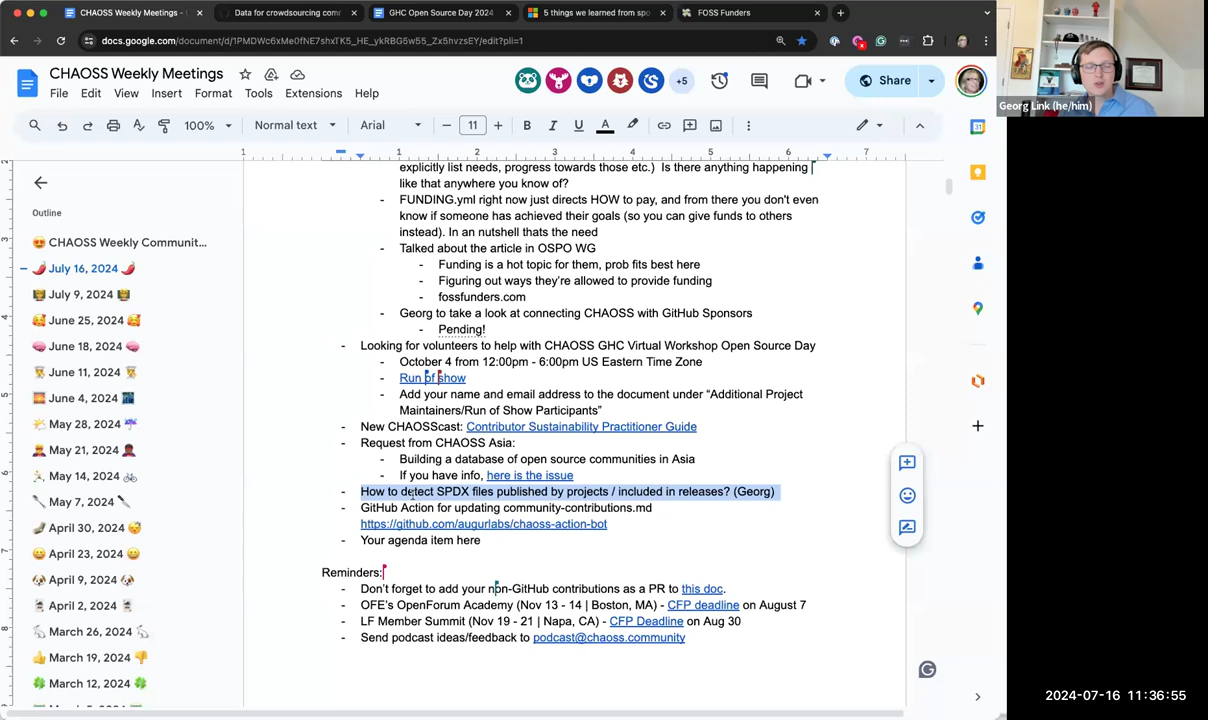 CHAOSS Weekly Meetings -
Data for crowdsourcing com
GHC Open Source Day 2024
5 things we learned from spo
FOSS Funders
docs.google.com/document/d/1PMDWc6xMe0fNE7shxTK5_HE_ykRBG5w55_Zx5hvzsEY/edit?pli=1
CHAOSS Weekly Meetings
File Edit View Insert Format Tools Extensions Help
+5
Share
100% Normal text Arial 11 B I U A
Georg Link (he/him)
1 1 2 3 4 5 6 7
Outline
CHAOSS Weekly Communit...
July 16, 2024
July 9, 2024
June 25, 2024
June 18, 2024
June 11, 2024
June 4, 2024
May 28, 2024
May 21, 2024
May 14, 2024
May 7, 2024
April 30, 2024
April 23, 2024
April 9, 2024
April 2, 2024
March 26, 2024
March 19, 2024
March 12, 2024
explicitly list needs, progress towards those etc.) Is there anything happening
like that anywhere you know of?
- FUNDING.yml right now just directs HOW to pay, and from there you don't even
know if someone has achieved their goals (so you can give funds to others
instead). In an nutshell thats the need
- Talked about the article in OSPO WG
- Funding is a hot topic for them, prob fits best here
- Figuring out ways they're allowed to provide funding
- fossfunders.com
- Georg to take a look at connecting CHAOSS with GitHub Sponsors
- Pending!
- Looking for volunteers to help with CHAOSS GHC Virtual Workshop Open Source Day
- October 4 from 12:00pm - 6:00pm US Eastern Time Zone
- Run of show
- Add your name and email address to the document under “Additional Project
Maintainers/Run of Show Participants”
- New CHAOSScast: Contributor Sustainability Practitioner Guide
- Request from CHAOSS Asia:
- Building a database of open source communities in Asia
- If you have info, here is the issue
- How to detect SPDX files published by projects / included in releases? (Georg)
- GitHub Action for updating community-contributions.md
https://github.com/augurlabs/chaoss-action-bot
- Your agenda item here
Reminders:
- Don't forget to add your non-GitHub contributions as a PR to this doc.
- OFE's OpenForum Academy (Nov 13 - 14 | Boston, MA) - CFP deadline on August 7
- LF Member Summit (Nov 19 - 21 | Napa, CA) - CFP Deadline on Aug 30
- Send podcast ideas/feedback to podcast@chaoss.community
2024-07-16 11:36:55